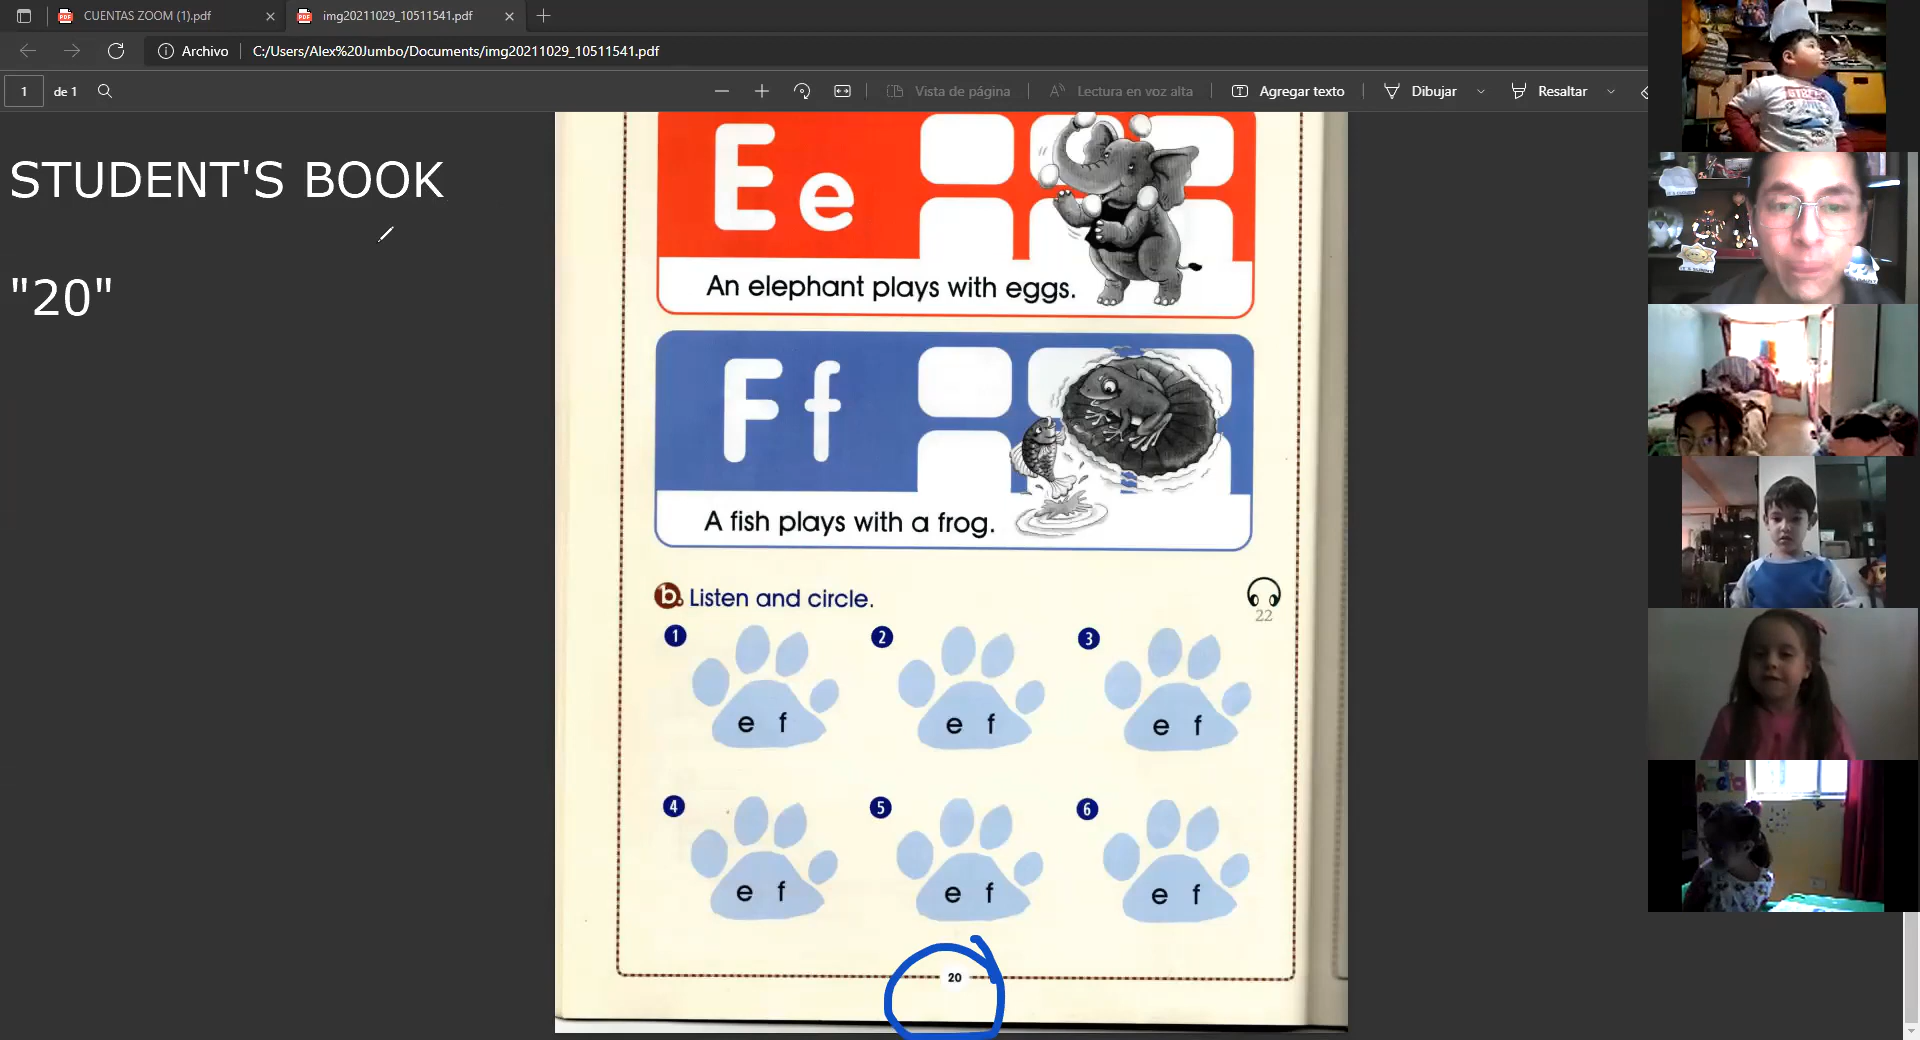 CUENTAS ZOOM (1).pdf
img20211029_10511541.pdf
Archivo
C:/Users/Alex%20Jumbo/Documents/img20211029_10511541.pdf
1 de 1
Vista de página
Lectura en voz alta
Agregar texto
Dibujar
Resaltar
STUDENT'S BOOK
"20"
E e
An elephant plays with eggs.
F f
A fish plays with a frog.
b. Listen and circle.
22
1 2 3
e f e f e f
4 5 6
e f e f e f
20